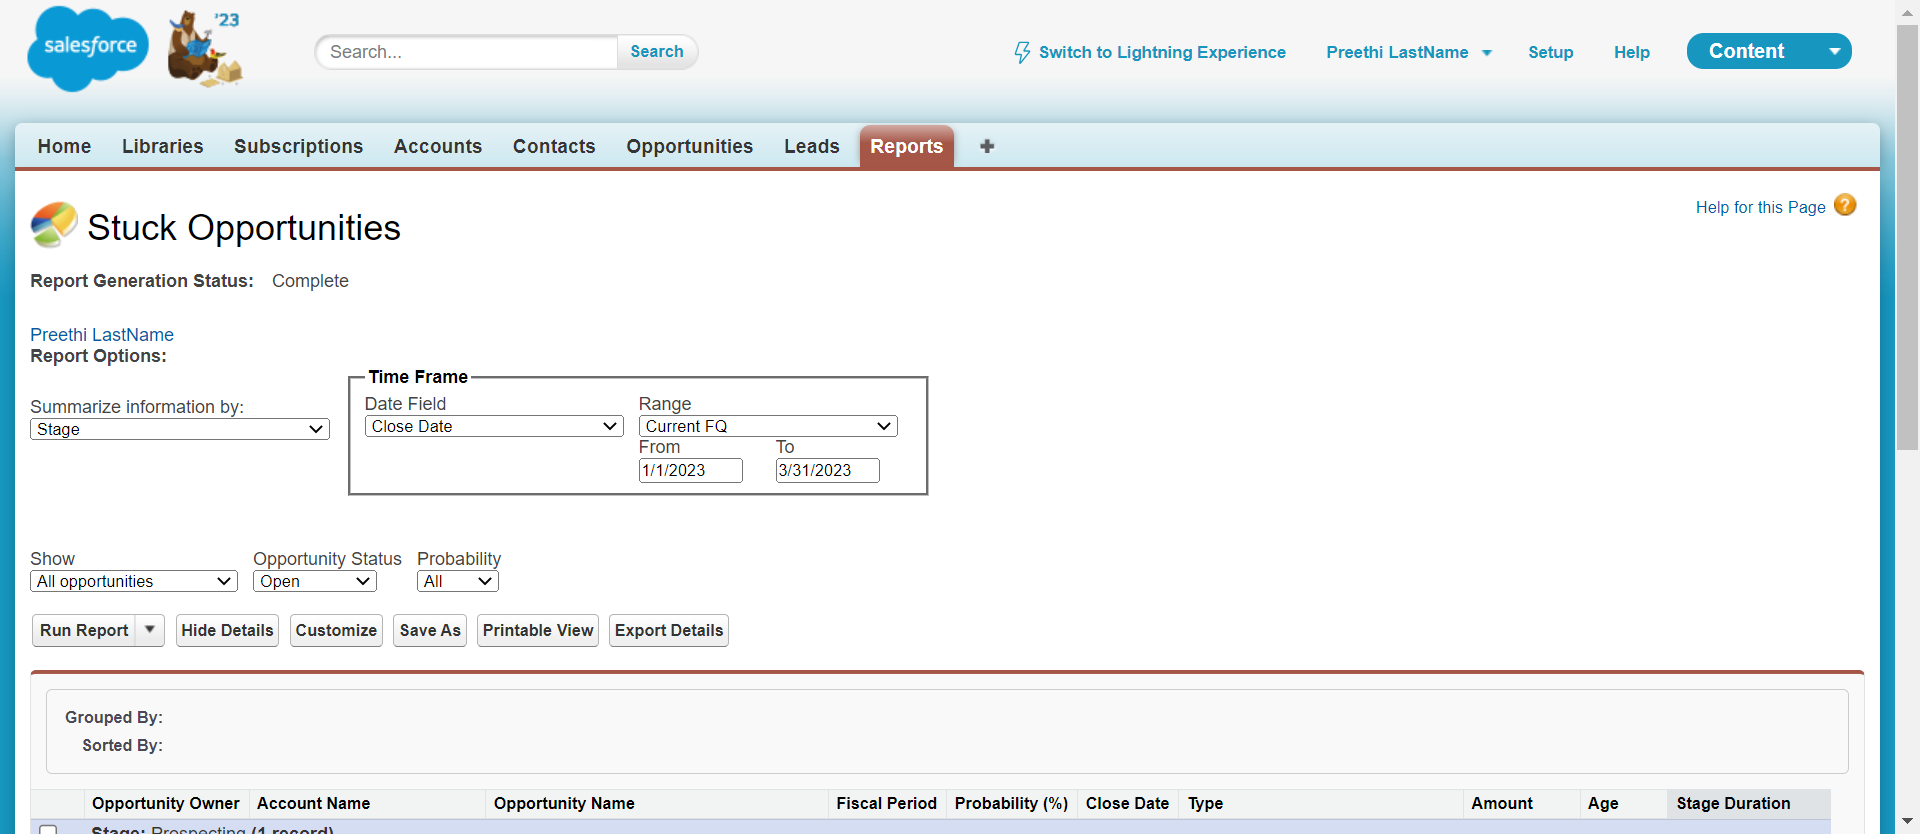 salesforce
'23
Search...
Search
Switch to Lightning Experience
Preethi LastName
Setup
Help
Content
Home
Libraries
Subscriptions
Accounts
Contacts
Opportunities
Leads
Reports
+
Stuck Opportunities
Help for this Page
?
Report Generation Status: Complete
Preethi LastName
Report Options:
Time Frame
Summarize information by:
Stage
Date Field
Close Date
Range
Current FQ
From
1/1/2023
To
3/31/2023
Show
All opportunities
Opportunity Status
Open
Probability
All
Run Report
Hide Details
Customize
Save As
Printable View
Export Details
Grouped By:
Sorted By:
Opportunity Owner
Account Name
Opportunity Name
Fiscal Period
Probability (%)
Close Date
Type
Amount
Age
Stage Duration
Stage: Prospecting (1 record)